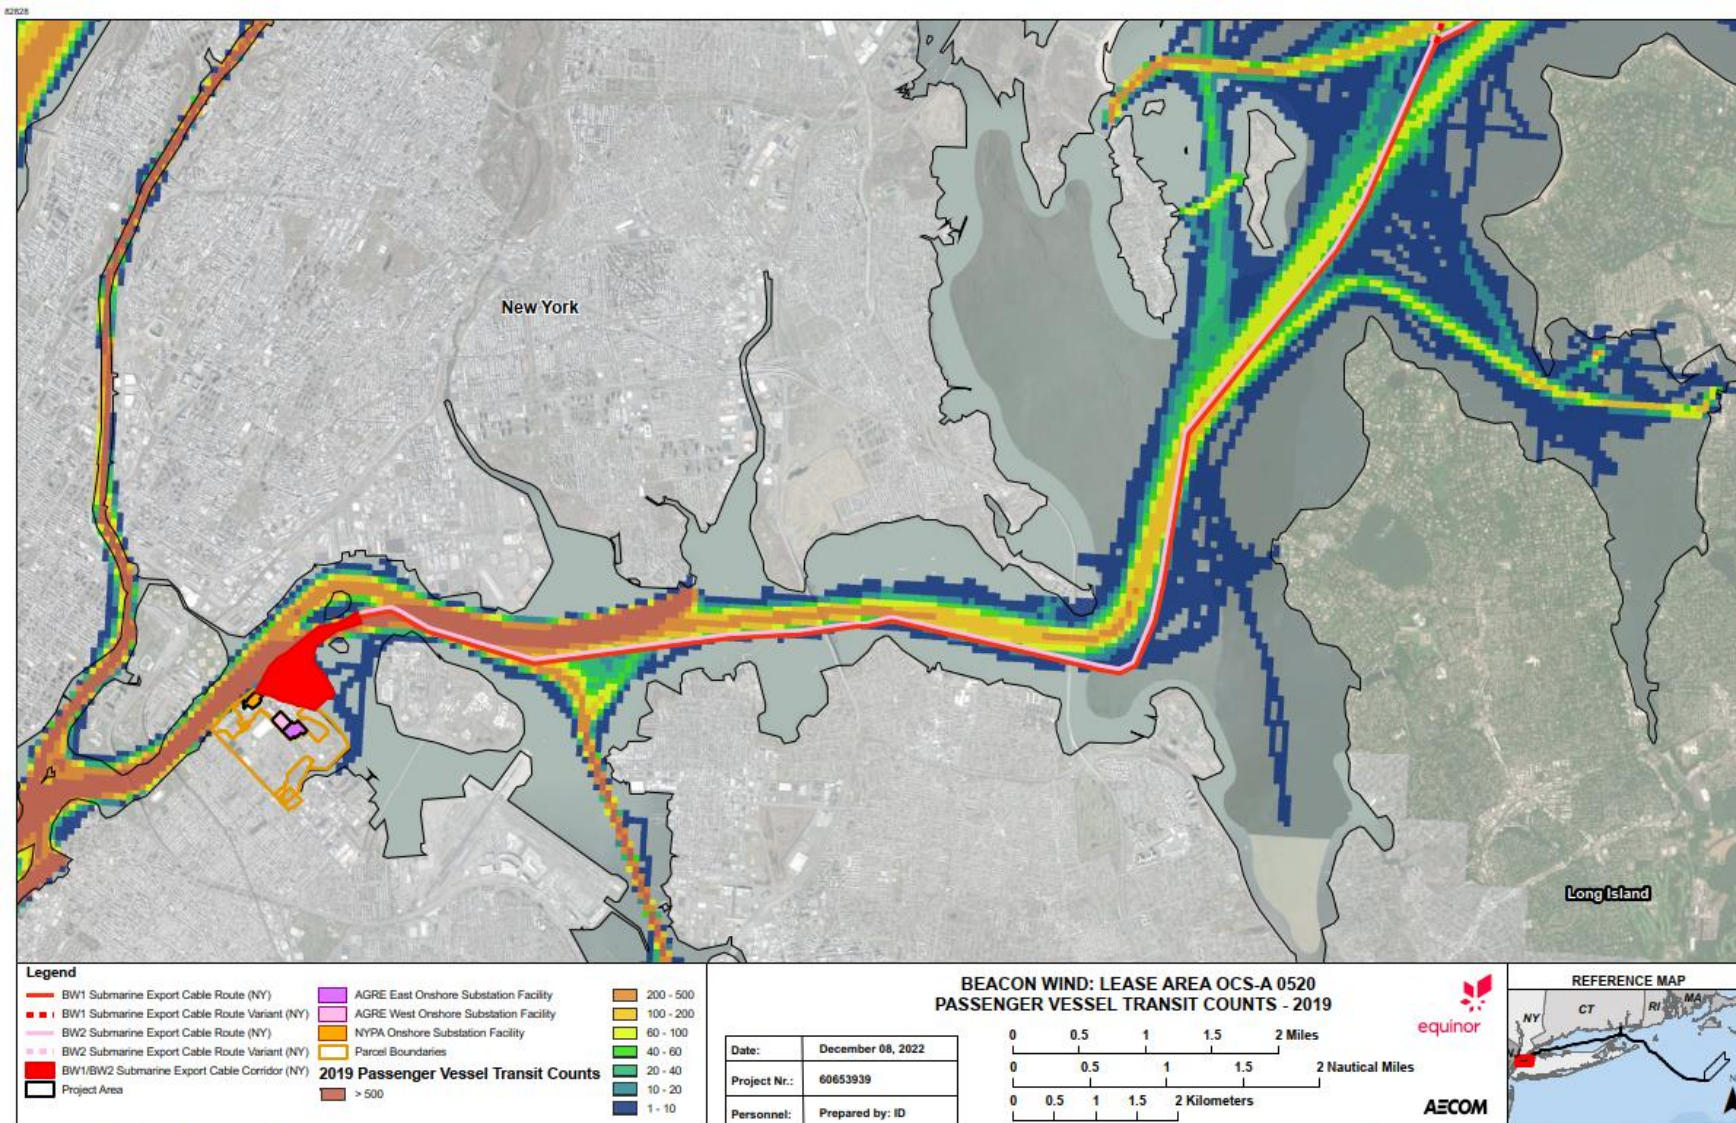 82828
New York
Long Island
Legend
BW1 Submarine Export Cable Route (NY)
BW1 Submarine Export Cable Route Variant (NY)
BW2 Submarine Export Cable Route (NY)
BW2 Submarine Export Cable Route Variant (NY)
BW1/BW2 Submarine Export Cable Corridor (NY)
Project Area
AGRE East Onshore Substation Facility
AGRE West Onshore Substation Facility
NYPA Onshore Substation Facility
Parcel Boundaries
2019 Passenger Vessel Transit Counts
> 500
200 - 500
100 - 200
60 - 100
40 - 60
20 - 40
10 - 20
1 - 10
BEACON WIND: LEASE AREA OCS-A 0520
PASSENGER VESSEL TRANSIT COUNTS - 2019
Date: December 08, 2022
Project Nr.: 60653939
Personnel: Prepared by: ID
0 0.5 1 1.5 2 Miles
0 0.5 1 1.5 2 Nautical Miles
0 0.5 1 1.5 2 Kilometers
equinor
AECOM
REFERENCE MAP
NY
CT
RI
MA